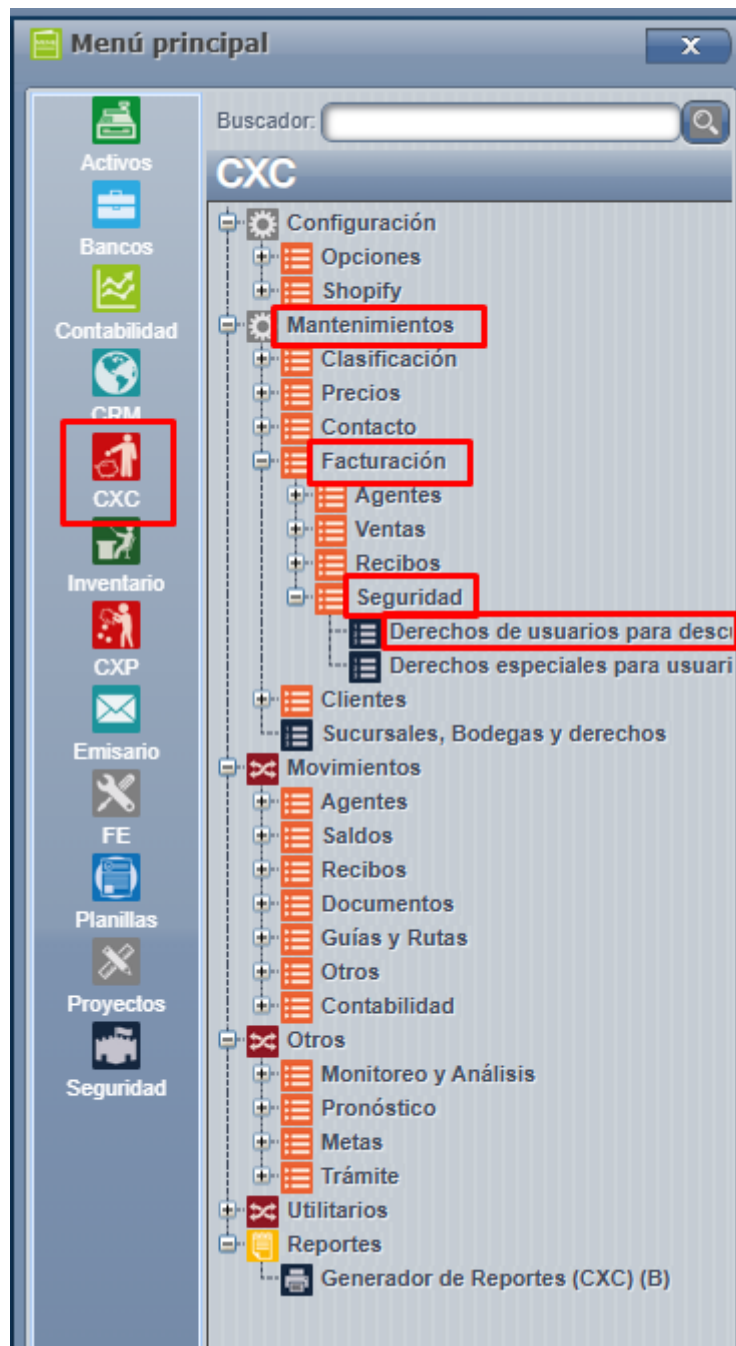 Menú principal
x
Activos
Bancos
Contabilidad
CRM
CXC
Inventario
CXP
Emisario
FE
Planillas
Proyectos
Seguridad
Buscador:
CXC
Configuración
Opciones
Shopify
Mantenimientos
Clasificación
Precios
Contacto
Facturación
Agentes
Ventas
Recibos
Seguridad
Derechos de usuarios para desc
Derechos especiales para usuari
Clientes
Sucursales, Bodegas y derechos
Movimientos
Agentes
Saldos
Recibos
Documentos
Guías y Rutas
Otros
Contabilidad
Otros
Monitoreo y Análisis
Pronóstico
Metas
Trámite
Utilitarios
Reportes
Generador de Reportes (CXC) (B)